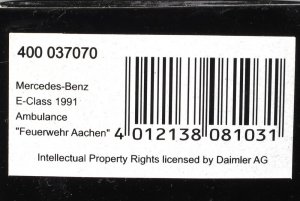 400 037070
Mercedes-Benz
E-Class 1991
Ambulance
"Feuerwehr Aachen"
4 012138 081031
Intellectual Property Rights licensed by Daimler AG